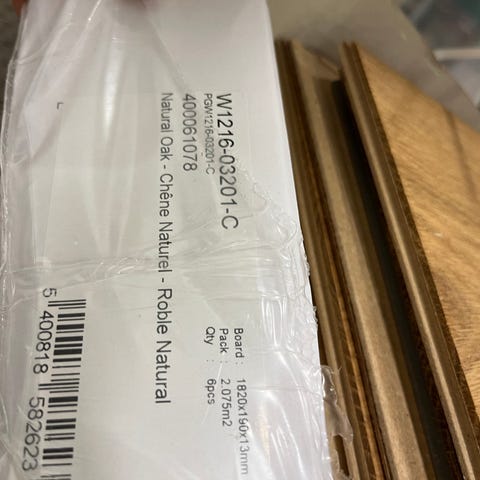 W1216-03201-C
PGW1216-03201-C
400061078
Natural Oak - Chêne Naturel - Roble Natural
Board : 1820x190x13mm
Pack : 2.075m2
Qty : 6pcs
5 400818 582623